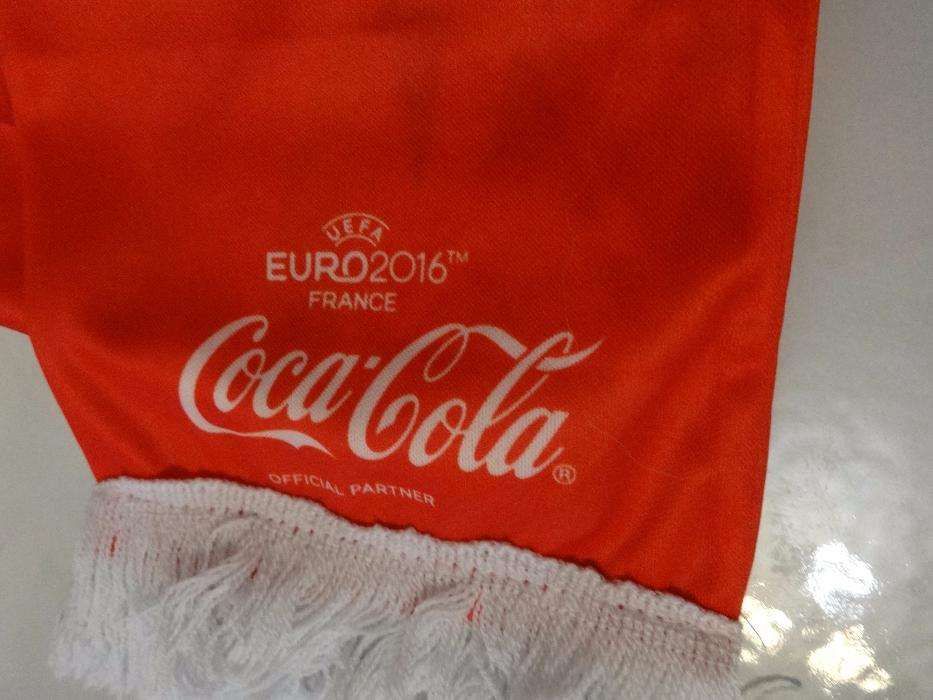 UEFA
EURO2016™
FRANCE
Coca-Cola®
OFFICIAL PARTNER